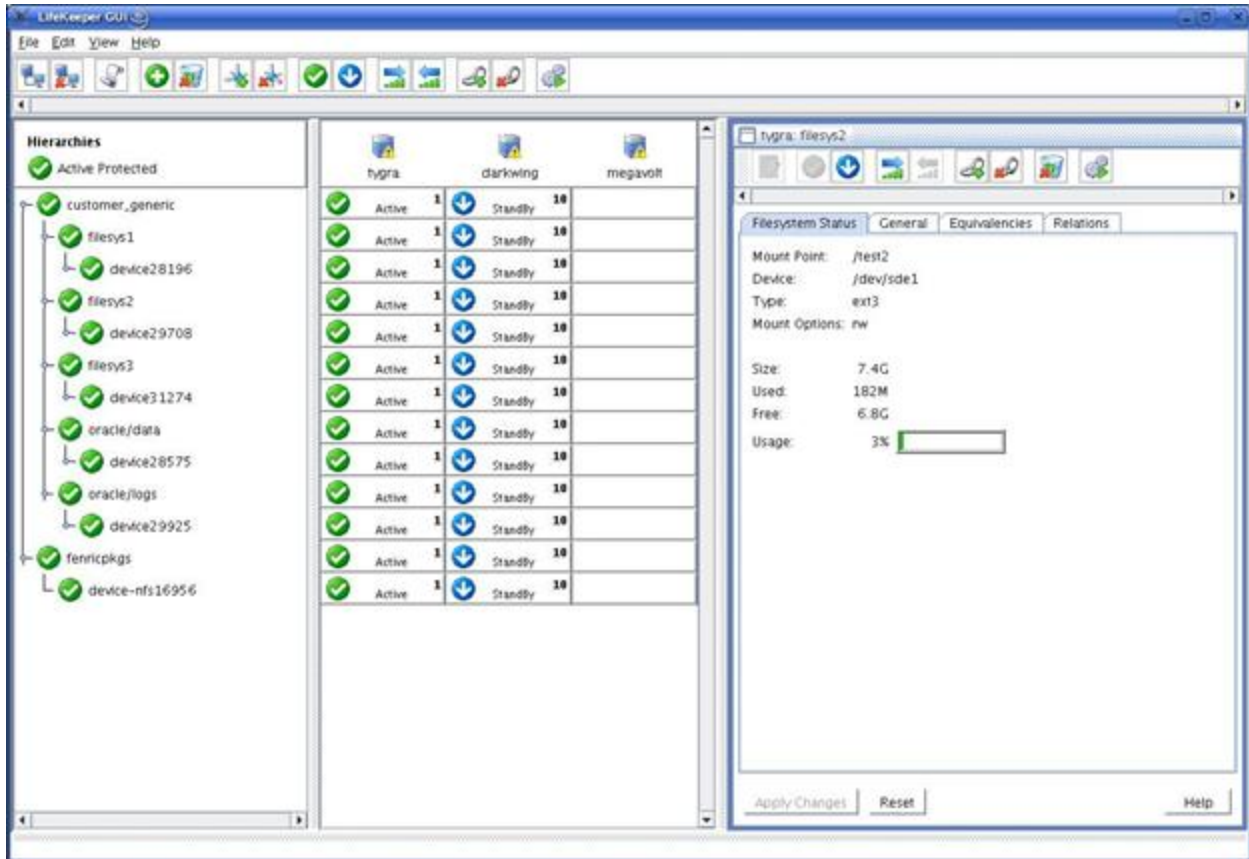 LifeKeeper GUI
File Edit View Help
Hierarchies
Active Protected
customer_generic
filesys1
device28196
filesys2
device29708
filesys3
device31274
oracle/data
device28575
oracle/logs
device29925
fenricpkgs
device-nfs16956
tygra darkwing megavolt
Active 1 StandBy 10
Active 1 StandBy 10
Active 1 StandBy 10
Active 1 StandBy 10
Active 1 StandBy 10
Active 1 StandBy 10
Active 1 StandBy 10
Active 1 StandBy 10
Active 1 StandBy 10
Active 1 StandBy 10
Active 1 StandBy 10
Active 1 StandBy 10
Active 1 StandBy 10
tygra: filesys2
Filesystem Status General Equivalencies Relations
Mount Point: /test2
Device: /dev/sde1
Type: ext3
Mount Options: rw
Size: 7.4G
Used: 182M
Free: 6.8G
Usage: 3%
Apply Changes Reset Help